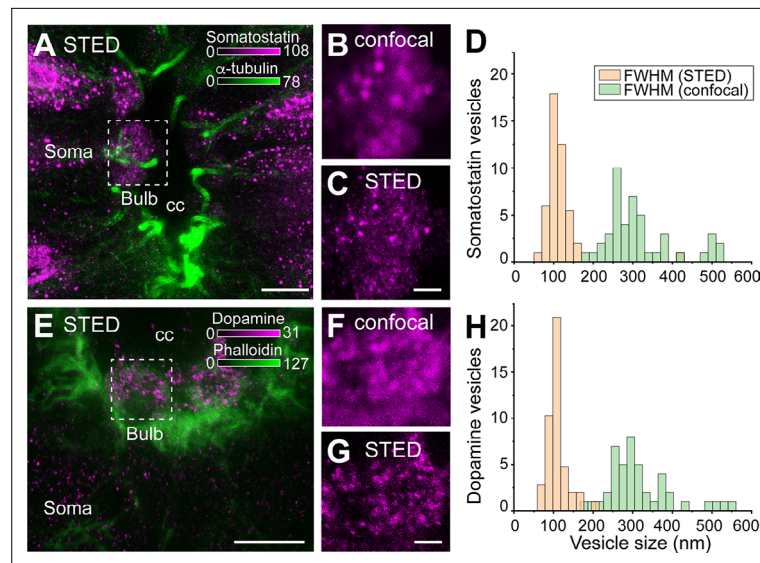 A STED
Somatostatin
0 108
α-tubulin
0 78
Soma
Bulb
cc
B confocal
C STED
D
Somatostatin vesicles
20
15
10
5
0
FWHM (STED)
FWHM (confocal)
0 100 200 300 400 500 600
E STED
cc
Dopamine
0 31
Phalloidin
0 127
Bulb
Soma
F confocal
G STED
H
Dopamine vesicles
20
15
10
5
0
0 100 200 300 400 500 600
Vesicle size (nm)